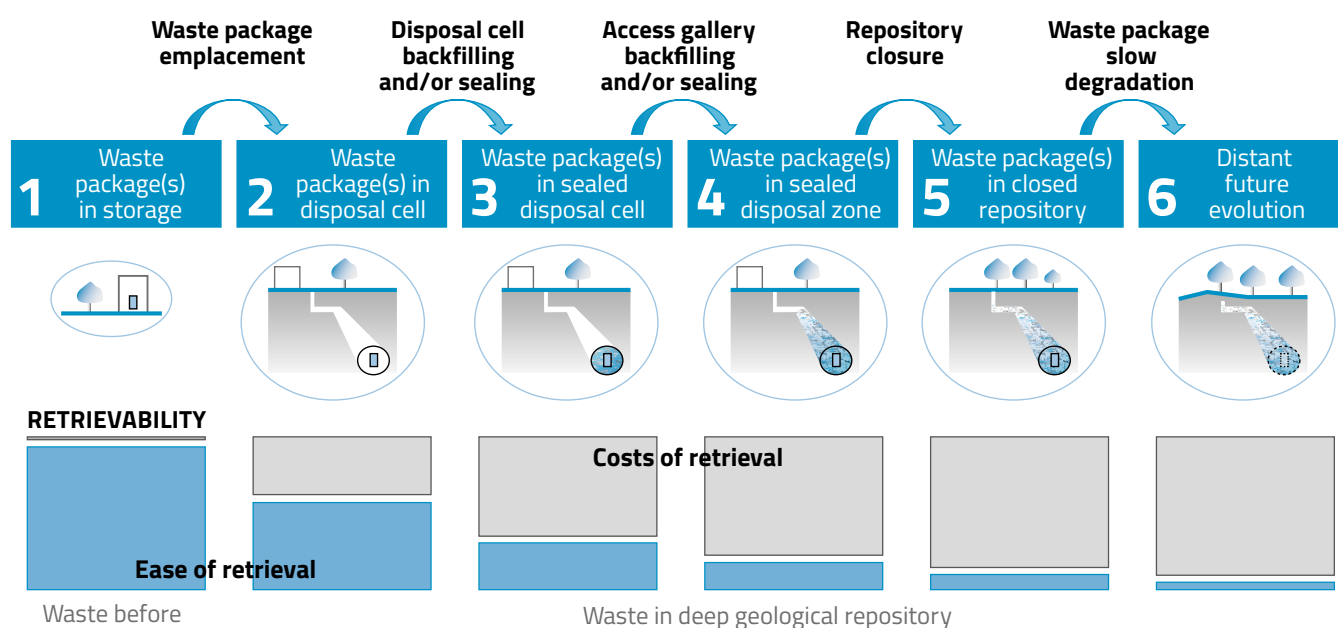 Waste package
emplacement
Disposal cell
backfilling
and/or sealing
Access gallery
backfilling
and/or sealing
Repository
closure
Waste package
slow
degradation
1
Waste
package(s)
in storage
2
Waste
package(s) in
disposal cell
3
Waste package(s)
in sealed
disposal cell
4
Waste package(s)
in sealed
disposal zone
5
Waste package(s)
in closed
repository
6
Distant
future
evolution
RETRIEVABILITY
Costs of retrieval
Ease of retrieval
Waste before
Waste in deep geological repository